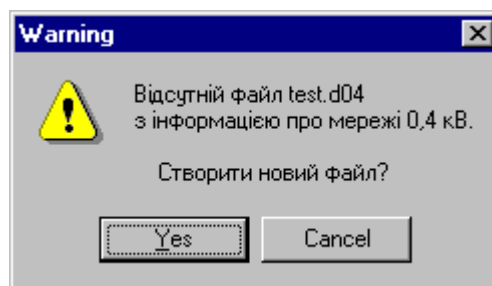 Warning
Відсутній файл test.d04
з інформацією про мережі 0,4 кВ.
Створити новий файл?
Yes
Cancel